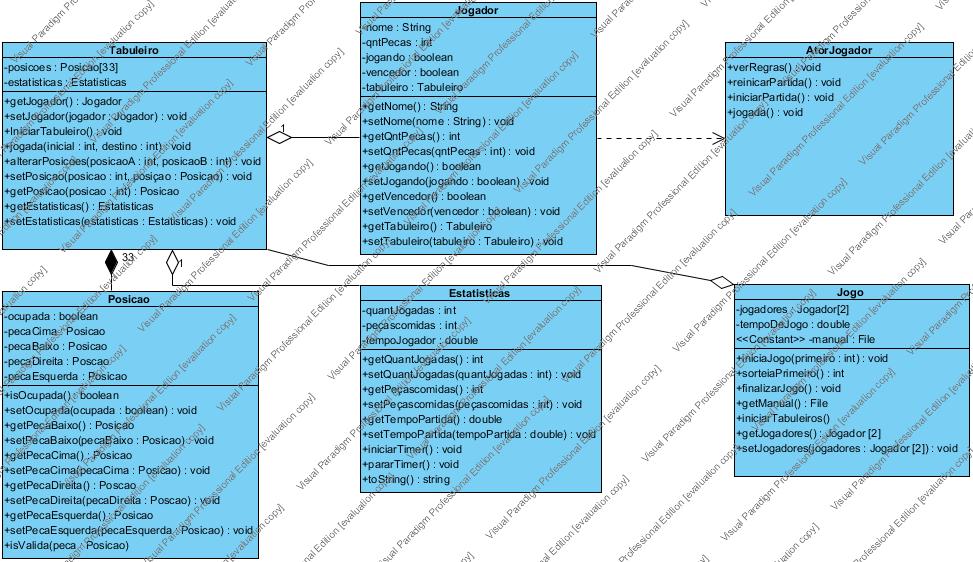 Tabuleiro
-posicoes : Posicao[33]
-estatisticas : Estatisticas
+getJogador() : Jogador
+setJogador(jogador : Jogador) : void
+IniciarTabuleiro() : void
+jogada(inicial : int, destino : int) : void
+alterarPosicoes(posicaoA : int, posicaoB : int) : void
+setPosicao(posicao : int, posiçao : Posicao) : void
+getPosicao(posicao : int) : Posicao
+getEstatisticas() : Estatisticas
+setEstatisticas(estatisticas : Estatisticas) : void
Jogador
-nome : String
-qntPecas : int
-jogando : boolean
-vencedor : boolean
-tabuleiro : Tabuleiro
+getNome() : String
+setNome(nome : String) : void
+getQntPecas() : int
+setQntPecas(qntPecas : int) : void
+getJogando() : boolean
+setJogando(jogando : boolean) : void
+getVencedor() : boolean
+setVencedor(vencedor : boolean) : void
+getTabuleiro() : Tabuleiro
+setTabuleiro(tabuleiro : Tabuleiro) : void
AtorJogador
+verRegras() : void
+reinicarPartida() : void
+iniciarPartida() : void
+jogada() : void
1
33
1
Posicao
-ocupada : boolean
-pecaCima : Posicao
-pecaBaixo : Posicao
-pecaDireita : Poscao
-pecaEsquerda : Posicao
+isOcupada() : boolean
+setOcupada(ocupada : boolean) : void
+getPecaBaixo() : Posicao
+setPecaBaixo(pecaBaixo : Posicao) : void
+getPecaCima() : Posicao
+setPecaCima(pecaCima : Posicao) : void
+getPecaDireita() : Posicao
+setPecaDireita(pecaDireita : Posicao) : void
+getPecaEsquerda() : Posicao
+setPecaEsquerda(pecaEsquerda : Posicao) : void
+isValida(peca : Posicao)
Estatisticas
-quantJogadas : int
-peçascomidas : int
-tempoJogador : double
+getQuantJogadas() : int
+setQuantJogadas(quantJogadas : int) : void
+getPeçascomidas() : int
+setPeçascomidas(peçascomidas : int) : void
+getTempoPartida() : double
+setTempoPartida(tempoPartida : double) : void
+iniciarTimer() : void
+pararTimer() : void
+toString() : string
Jogo
-jogadores : Jogador[2]
-tempoDeJogo : double
<<Constant>> -manual : File
+iniciaJogo(primeiro : int) : void
+sorteiaPrimeiro() : int
+finalizarJogo() : void
+getManual() : File
+iniciarTabuleiros()
+getJogadores() : Jogador [2]
+setJogadores(jogadores : Jogador [2]) : void
Visual Paradigm Professional Edition [evaluation copy]